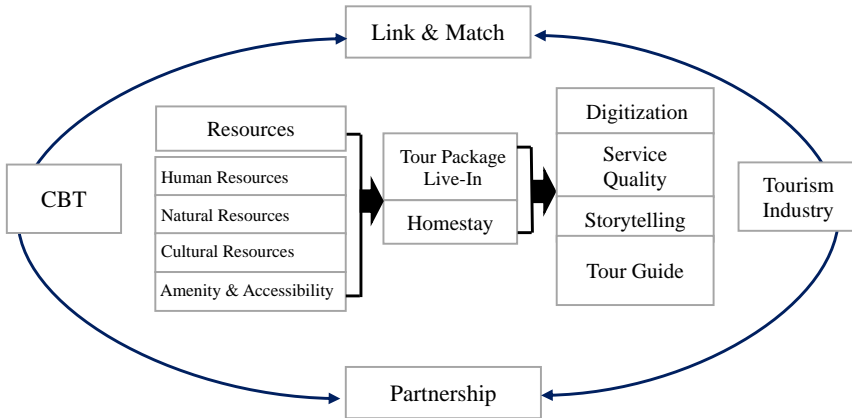 Link & Match
CBT
Resources
Human Resources
Natural Resources
Cultural Resources
Amenity & Accessibility
Tour Package
Live-In
Homestay
Digitization
Service
Quality
Storytelling
Tour Guide
Tourism
Industry
Partnership